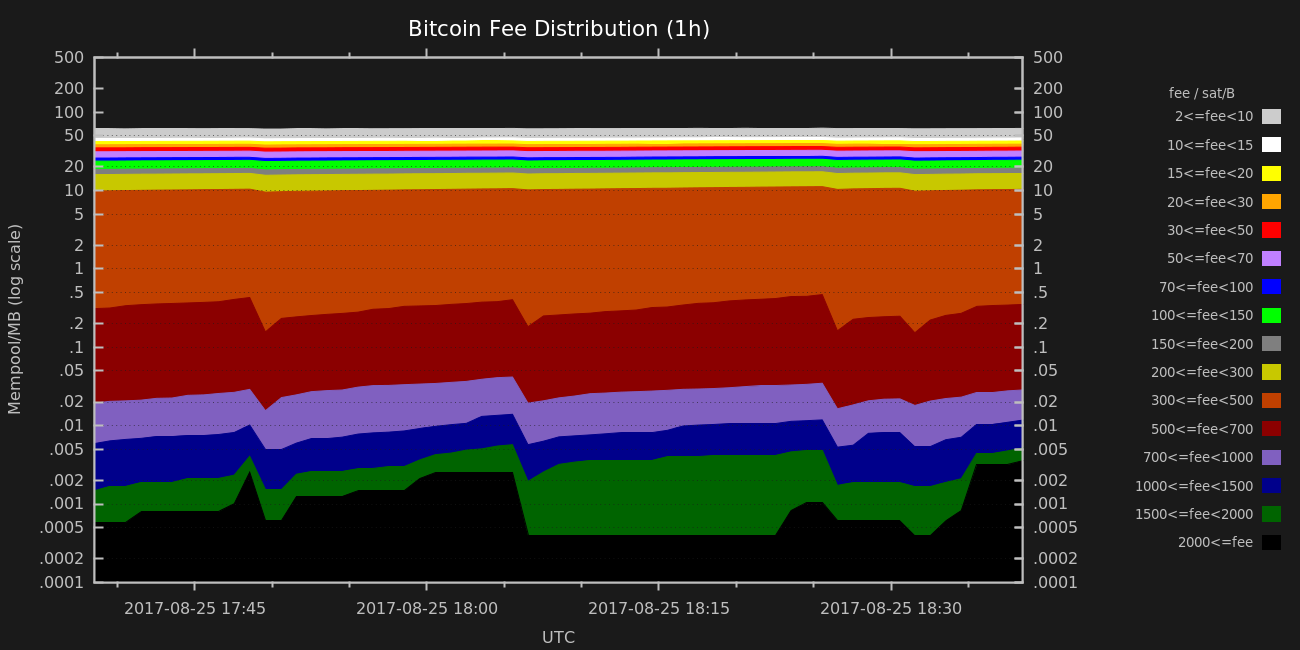 Bitcoin Fee Distribution (1h)
500 500
200 200
100 100
50 50
20 20
10 10
5 5
2 2
1 1
.5 .5
.2 .2
.1 .1
.05 .05
.02 .02
.01 .01
.005 .005
.002 .002
.001 .001
.0005 .0005
.0002 .0002
.0001 .0001
Mempool/MB (log scale)
2017-08-25 17:45 2017-08-25 18:00 2017-08-25 18:15 2017-08-25 18:30
UTC
fee / sat/B
2<=fee<10
10<=fee<15
15<=fee<20
20<=fee<30
30<=fee<50
50<=fee<70
70<=fee<100
100<=fee<150
150<=fee<200
200<=fee<300
300<=fee<500
500<=fee<700
700<=fee<1000
1000<=fee<1500
1500<=fee<2000
2000<=fee